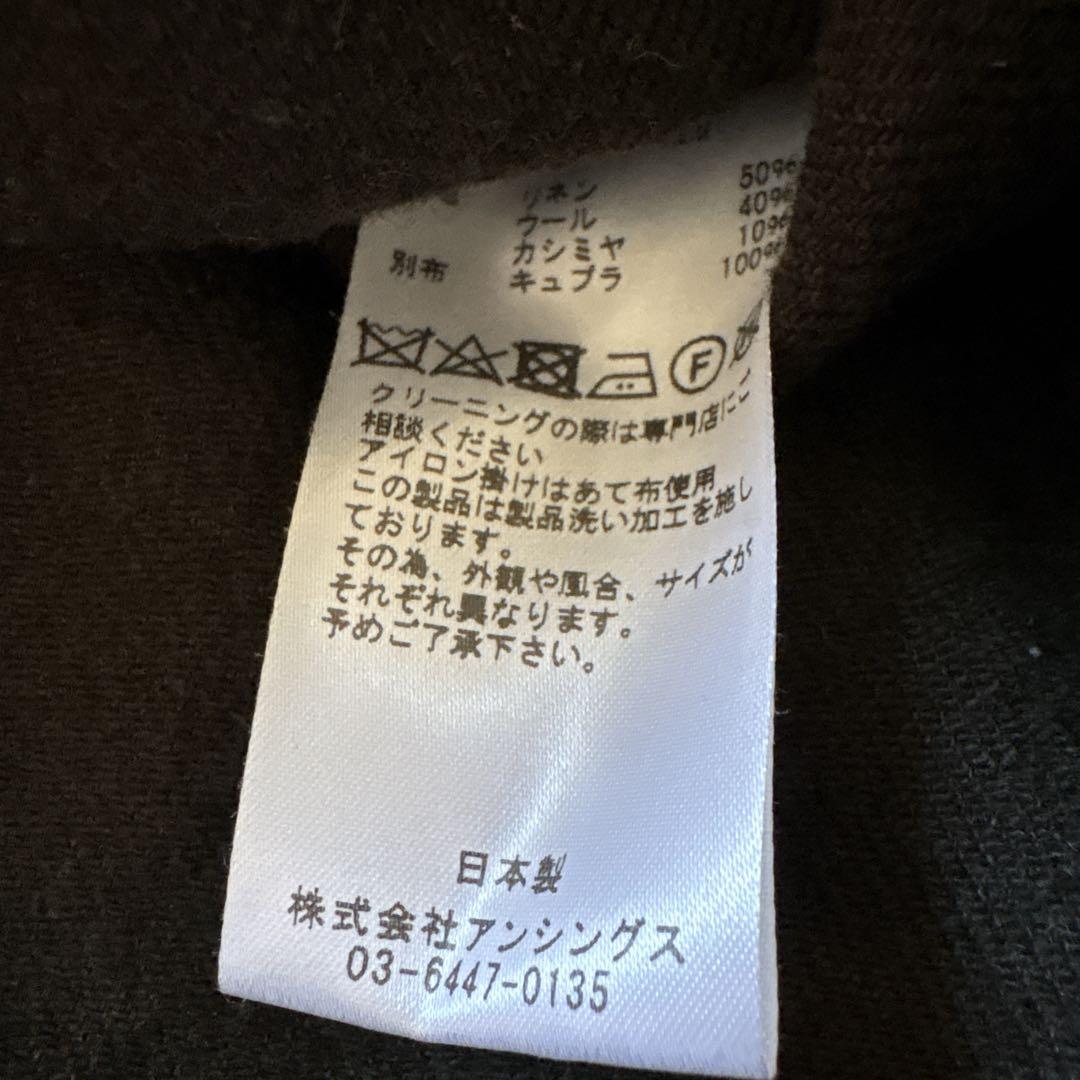 リネン 50%
ウール 40%
カシミヤ 10%
別布 キュプラ 100%
F
クリーニングの際は専門店にご
相談ください
アイロン掛けはあて布使用
この製品は製品洗い加工を施し
ております。
その為、外観や風合、サイズが
それぞれ異なります。
予めご了承下さい。
日本製
株式会社アンシングス
03-6447-0135